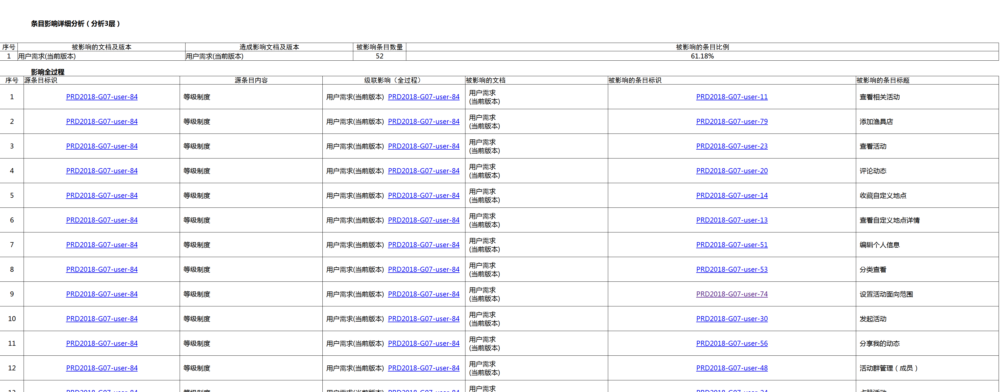 条目影响详细分析（分析3层）
序号 被影响的文档及版本 造成影响文档及版本 被影响条目数量 被影响的条目比例
1 用户需求(当前版本) 用户需求(当前版本) 52 61.18%
影响全过程
序号 源条目标识 源条目内容 级联影响（全过程） 被影响的文档 被影响的条目标识 被影响的条目标题
1 PRD2018-G07-user-84 等级制度 用户需求(当前版本) PRD2018-G07-user-84 用户需求
(当前版本) PRD2018-G07-user-11 查看相关活动
2 PRD2018-G07-user-84 等级制度 用户需求(当前版本) PRD2018-G07-user-84 用户需求
(当前版本) PRD2018-G07-user-79 添加渔具店
3 PRD2018-G07-user-84 等级制度 用户需求(当前版本) PRD2018-G07-user-84 用户需求
(当前版本) PRD2018-G07-user-23 查看活动
4 PRD2018-G07-user-84 等级制度 用户需求(当前版本) PRD2018-G07-user-84 用户需求
(当前版本) PRD2018-G07-user-20 评论动态
5 PRD2018-G07-user-84 等级制度 用户需求(当前版本) PRD2018-G07-user-84 用户需求
(当前版本) PRD2018-G07-user-14 收藏自定义地点
6 PRD2018-G07-user-84 等级制度 用户需求(当前版本) PRD2018-G07-user-84 用户需求
(当前版本) PRD2018-G07-user-13 查看自定义地点详情
7 PRD2018-G07-user-84 等级制度 用户需求(当前版本) PRD2018-G07-user-84 用户需求
(当前版本) PRD2018-G07-user-51 编辑个人信息
8 PRD2018-G07-user-84 等级制度 用户需求(当前版本) PRD2018-G07-user-84 用户需求
(当前版本) PRD2018-G07-user-53 分类查看
9 PRD2018-G07-user-84 等级制度 用户需求(当前版本) PRD2018-G07-user-84 用户需求
(当前版本) PRD2018-G07-user-74 设置活动面向范围
10 PRD2018-G07-user-84 等级制度 用户需求(当前版本) PRD2018-G07-user-84 用户需求
(当前版本) PRD2018-G07-user-30 发起活动
11 PRD2018-G07-user-84 等级制度 用户需求(当前版本) PRD2018-G07-user-84 用户需求
(当前版本) PRD2018-G07-user-56 分享我的动态
12 PRD2018-G07-user-84 等级制度 用户需求(当前版本) PRD2018-G07-user-84 用户需求
(当前版本) PRD2018-G07-user-48 活动群管理（成员）
用户需求